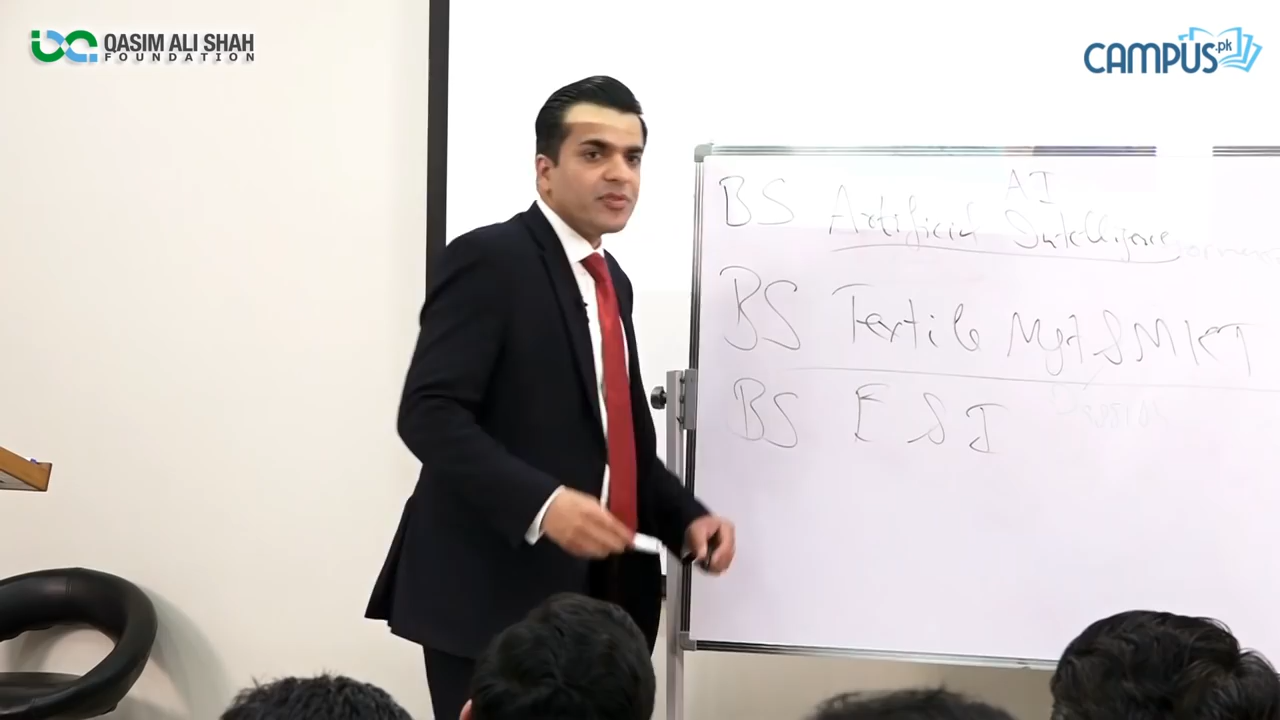 QASIM ALI SHAH
FOUNDATION
CAMPUS.pk
AI
BS Artificial Intelligence
BS Textile Mgt & MKT
BS